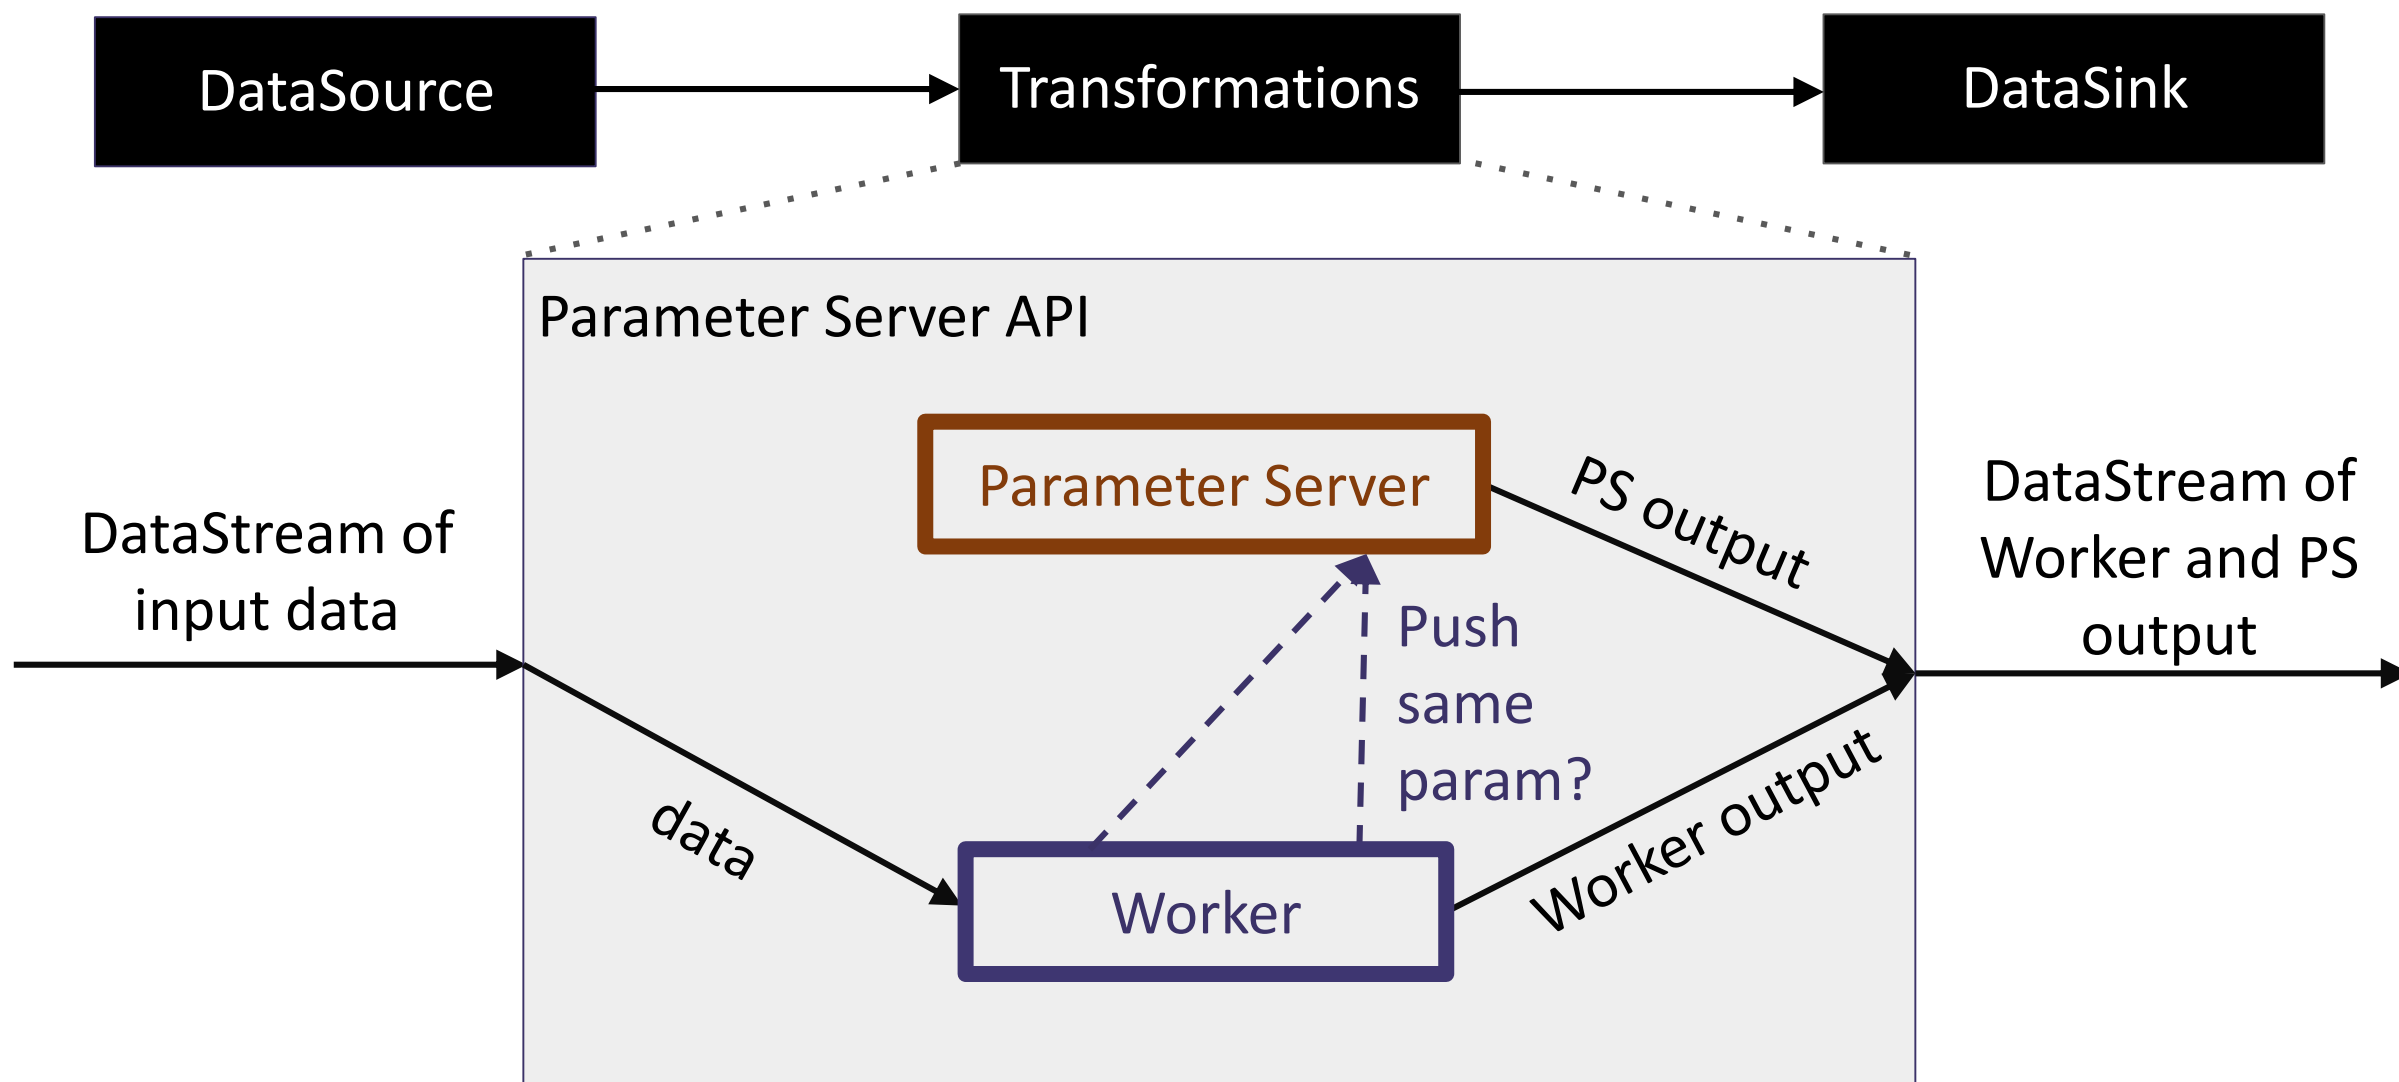 DataSource
Transformations
DataSink
Parameter Server API
Parameter Server
PS output
DataStream of
input data
DataStream of
Worker and PS
output
Push
same
param?
data
Worker
Worker output